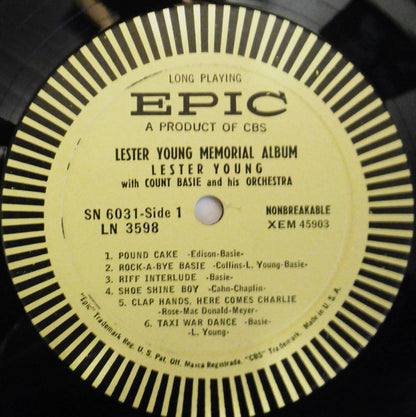 LONG PLAYING
EPIC
A PRODUCT OF CBS
LESTER YOUNG MEMORIAL ALBUM
LESTER YOUNG
with COUNT BASIE and his ORCHESTRA
SN 6031-Side 1 NONBREAKABLE
LN 3598 XEM 45903
1. POUND CAKE -Edison-Basie-
2. ROCK-A-BYE BASIE -Collins-L. Young-Basie-
3. RIFF INTERLUDE -Basie-
4. SHOE SHINE BOY -Cahn-Chaplin-
5. CLAP HANDS, HERE COMES CHARLIE
-Rose-Mac Donald-Meyer-
6. TAXI WAR DANCE -Basie-
-L. Young-
"Epic" Trademark Reg. U. S. Pat. Off. Marca Registrada. "CBS" Trademark. Made in U. S. A.